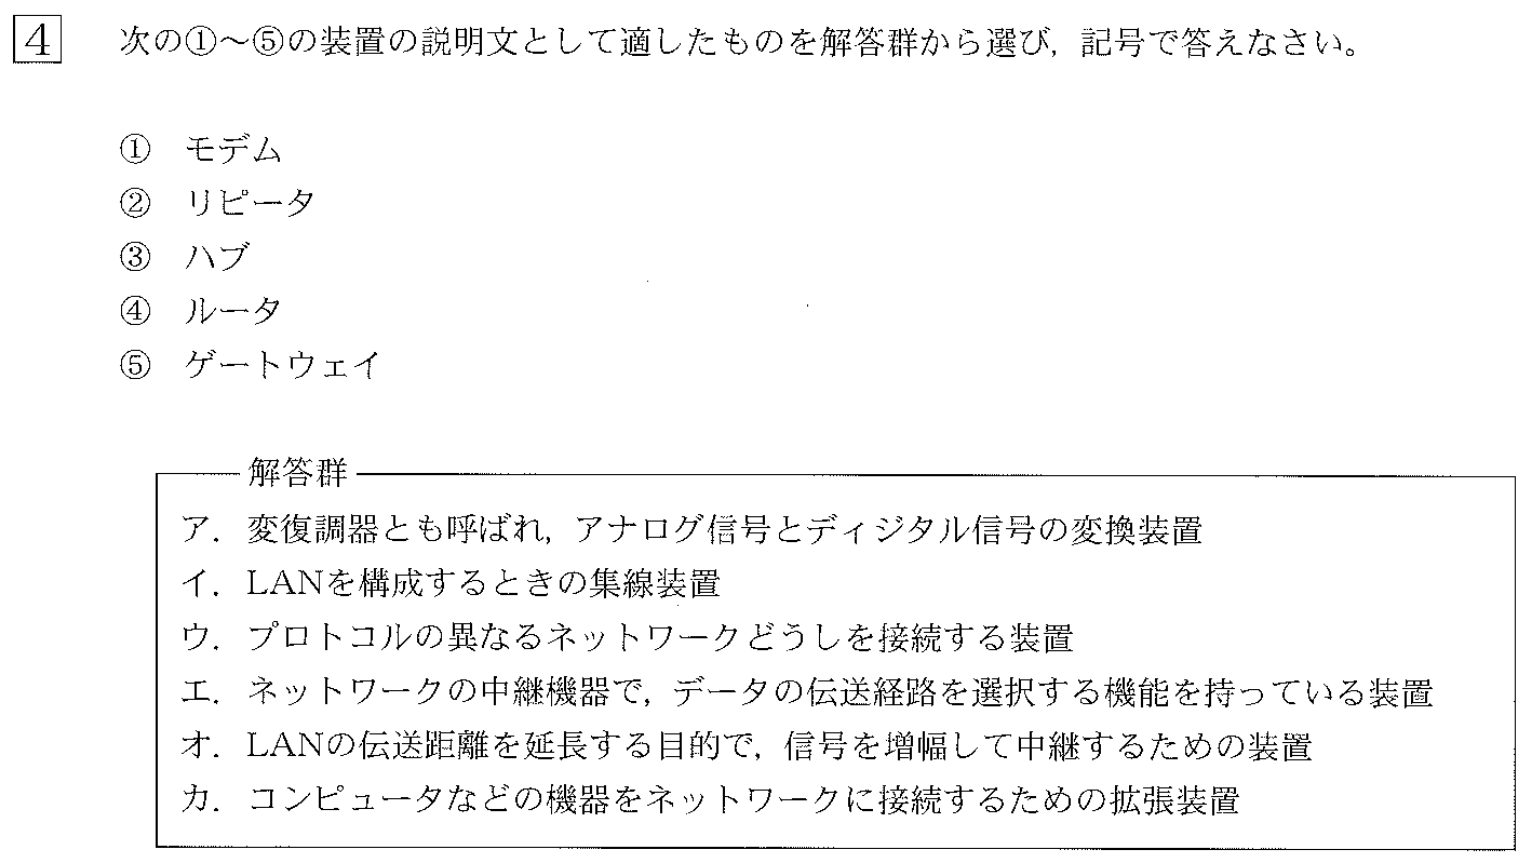 4 次の①～⑤の装置の説明文として適したものを解答群から選び，記号で答えなさい。
① モデム
② リピータ
③ ハブ
④ ルータ
⑤ ゲートウェイ
解答群
ア．変復調器とも呼ばれ，アナログ信号とディジタル信号の変換装置
イ．LANを構成するときの集線装置
ウ．プロトコルの異なるネットワークどうしを接続する装置
エ．ネットワークの中継機器で，データの伝送経路を選択する機能を持っている装置
オ．LANの伝送距離を延長する目的で，信号を増幅して中継するための装置
カ．コンピュータなどの機器をネットワークに接続するための拡張装置